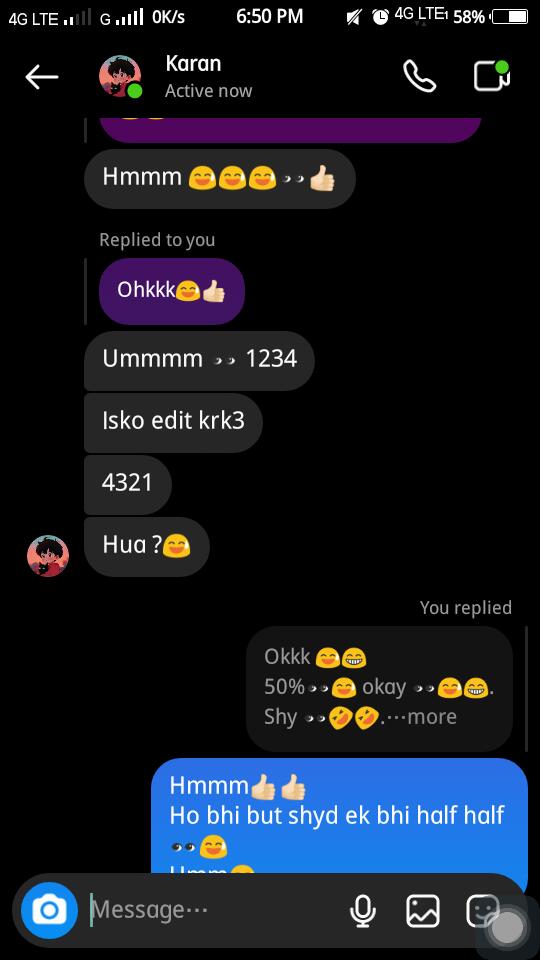 4G LTE G 0K/s 6:50 PM 4G LTE 58%
Karan
Active now
Hmmm 😅😅😅 👀👍🏻
Replied to you
Ohkkk😅👍🏻
Ummmm 👀 1234
Isko edit krk3
4321
Hua ?😅
You replied
Okkk 😅😁
50%👀😅 okay 👀😅😁.
Shy 👀🤣🤣.···more
Hmmm👍🏻👍🏻
Ho bhi but shyd ek bhi half half
👀😅
Hmm😅
Message···